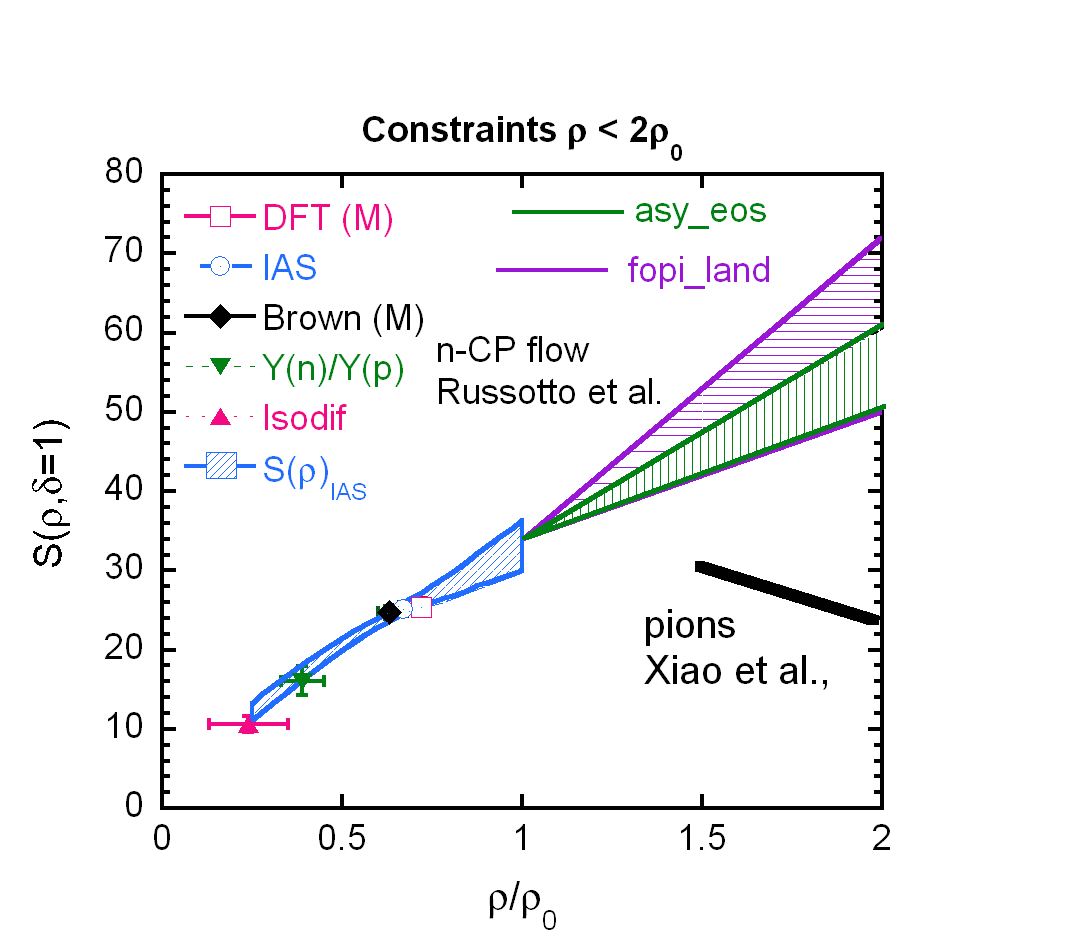 Constraints ρ < 2ρ₀
80
70
60
50
40
30
20
10
0
S(ρ,δ=1)
DFT (M)
IAS
Brown (M)
Y(n)/Y(p)
Isodif
S(ρ)IAS
asy_eos
fopi_land
n-CP flow
Russotto et al.
pions
Xiao et al.,
0 0.5 1 1.5 2
ρ/ρ₀